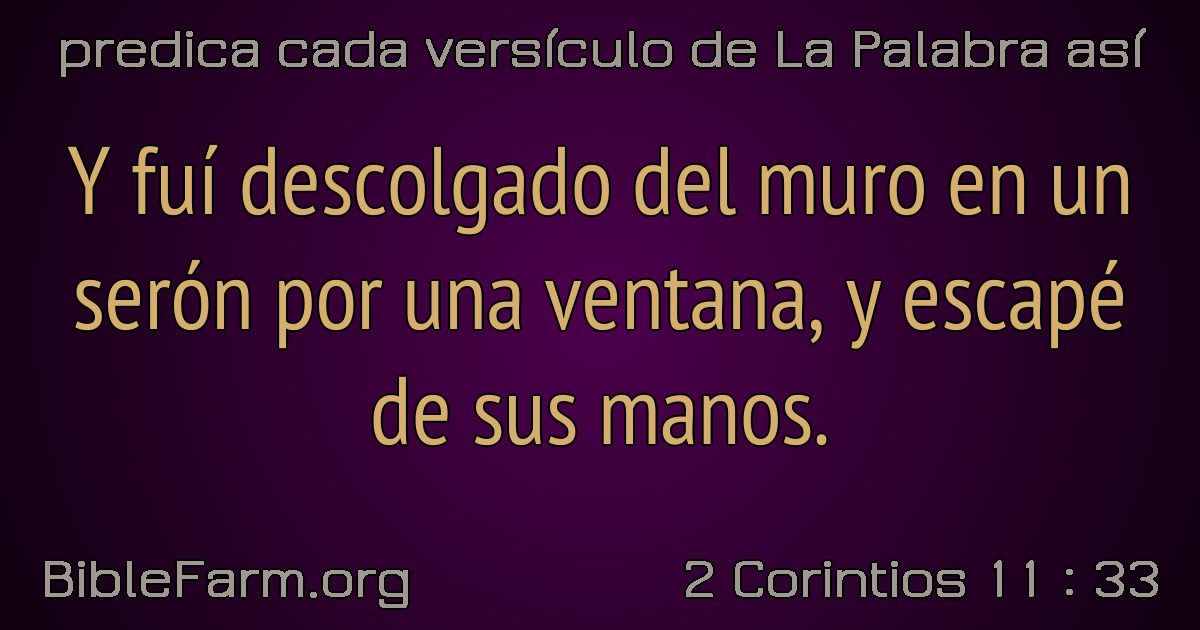 predica cada versículo de La Palabra así
Y fuí descolgado del muro en un
serón por una ventana, y escapé
de sus manos.
BibleFarm.org
2 Corintios 11 : 33